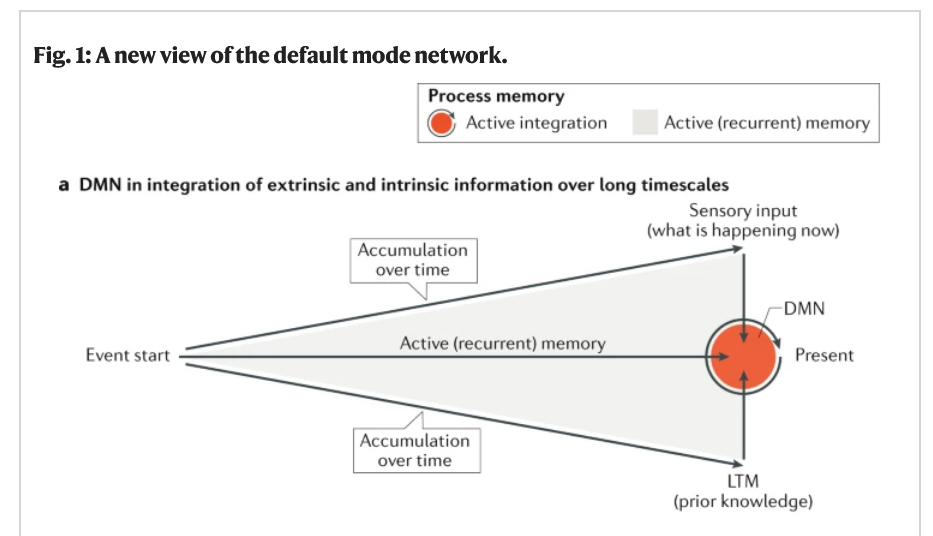 Fig. 1: A new view of the default mode network.
Process memory
Active integration
Active (recurrent) memory
a DMN in integration of extrinsic and intrinsic information over long timescales
Sensory input
(what is happening now)
Accumulation
over time
DMN
Active (recurrent) memory
Event start
Present
Accumulation
over time
LTM
(prior knowledge)